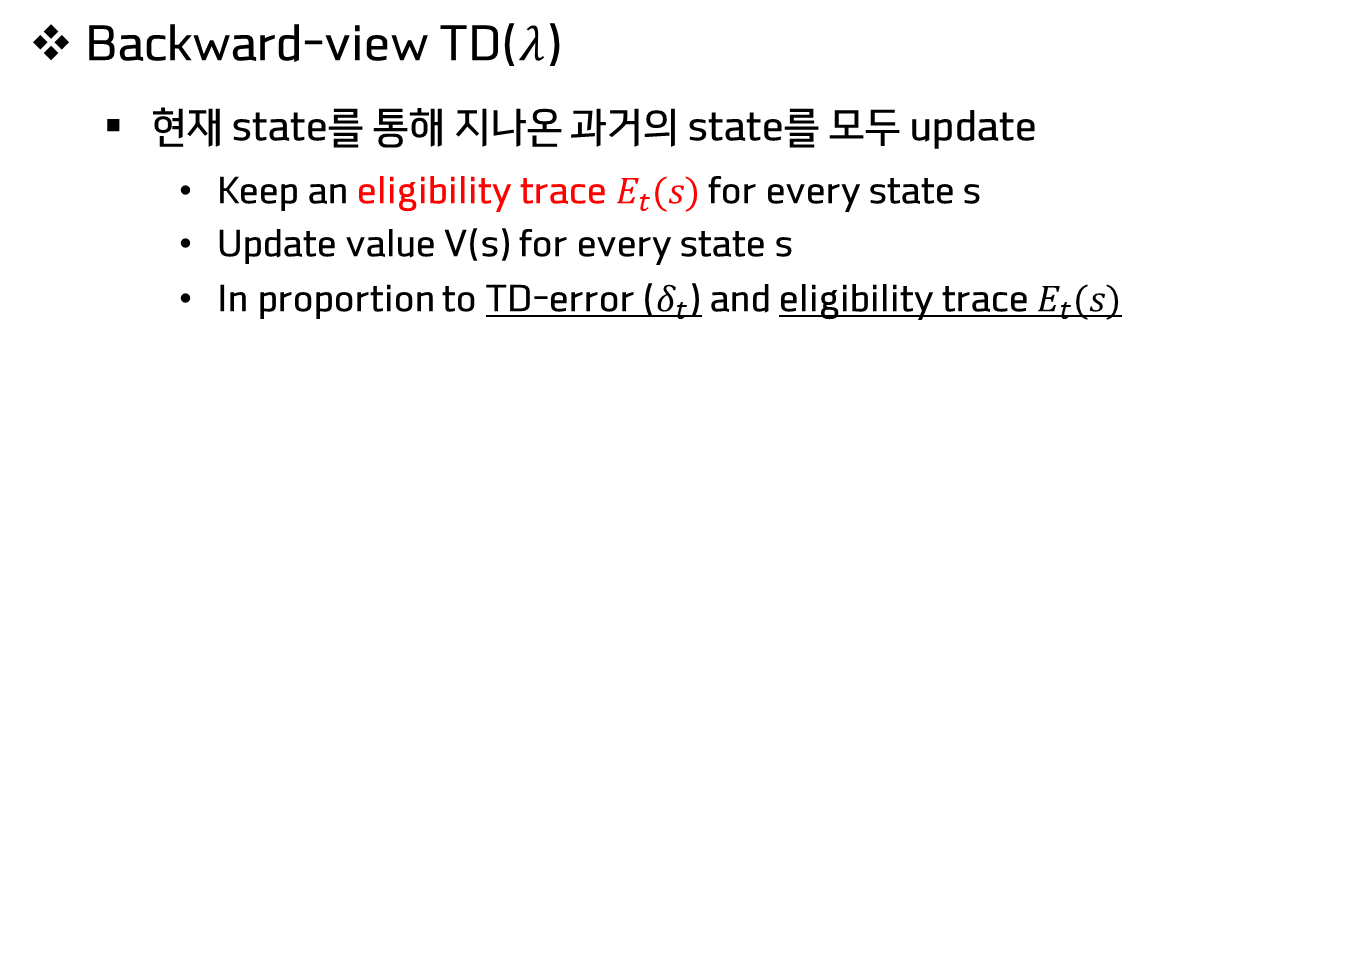 ❖ Backward-view TD(λ)
▪ 현재 state를 통해 지나온 과거의 state를 모두 update
• Keep an eligibility trace Eₜ(s) for every state s
• Update value V(s) for every state s
• In proportion to TD-error (δₜ) and eligibility trace Eₜ(s)